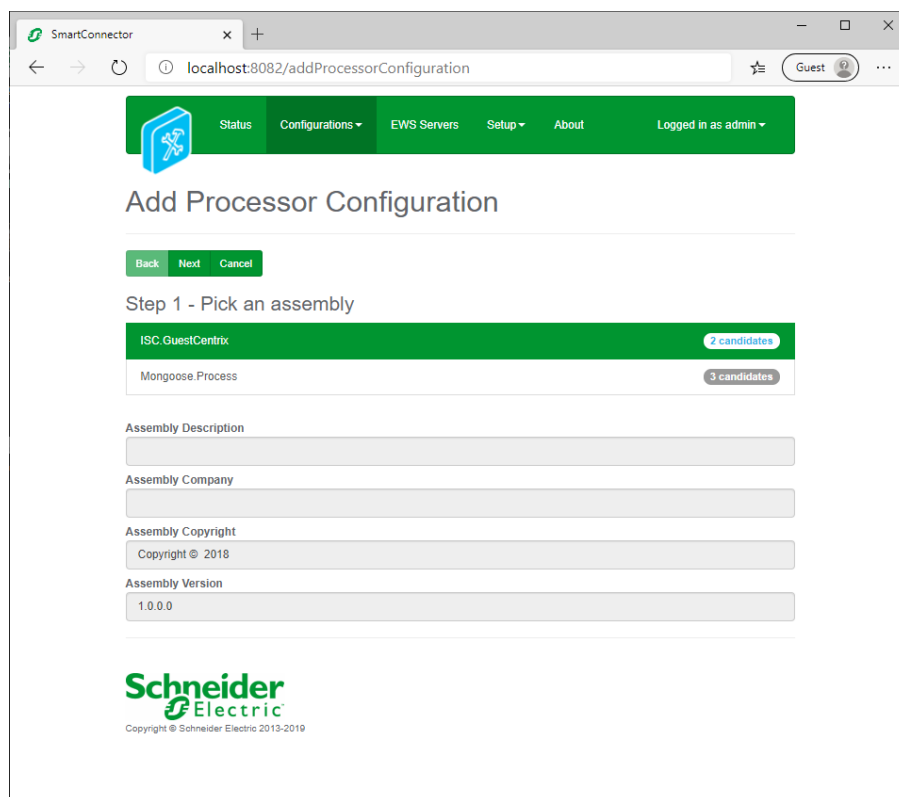 SmartConnector
localhost:8082/addProcessorConfiguration
Guest
Status Configurations EWS Servers Setup About Logged in as admin
Add Processor Configuration
Back Next Cancel
Step 1 - Pick an assembly
ISC.GuestCentrix 2 candidates
Mongoose.Process 3 candidates
Assembly Description
Assembly Company
Assembly Copyright
Copyright © 2018
Assembly Version
1.0.0.0
Schneider
Electric
Copyright © Schneider Electric 2013-2019